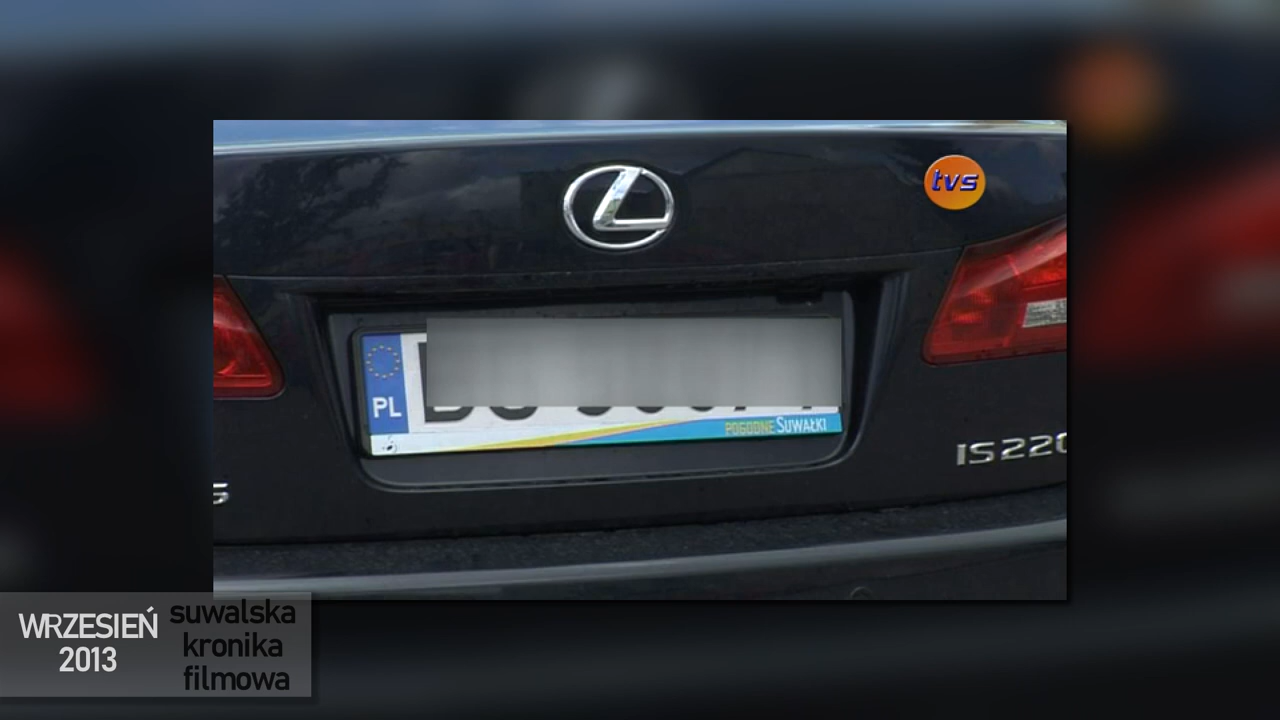 tvs
PL
POGODNE SUWAŁKI
IS220
S
WRZESIEŃ
2013
suwalska
kronika
filmowa